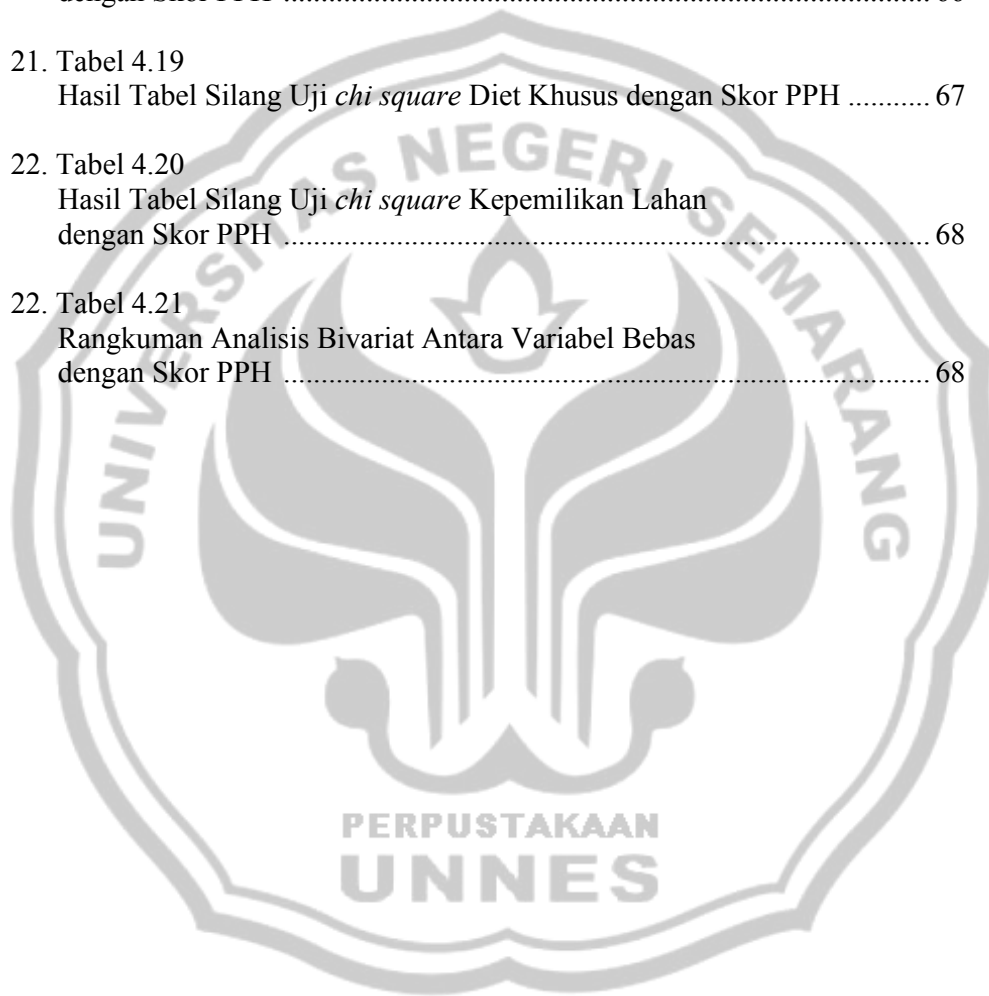 dengan Skor PPH .................................................................................. 66
21. Tabel 4.19
Hasil Tabel Silang Uji chi square Diet Khusus dengan Skor PPH ........... 67
22. Tabel 4.20
Hasil Tabel Silang Uji chi square Kepemilikan Lahan
dengan Skor PPH .................................................................................. 68
22. Tabel 4.21
Rangkuman Analisis Bivariat Antara Variabel Bebas
dengan Skor PPH .................................................................................. 68
UNIVERSITAS NEGERI SEMARANG
PERPUSTAKAAN
UNNES